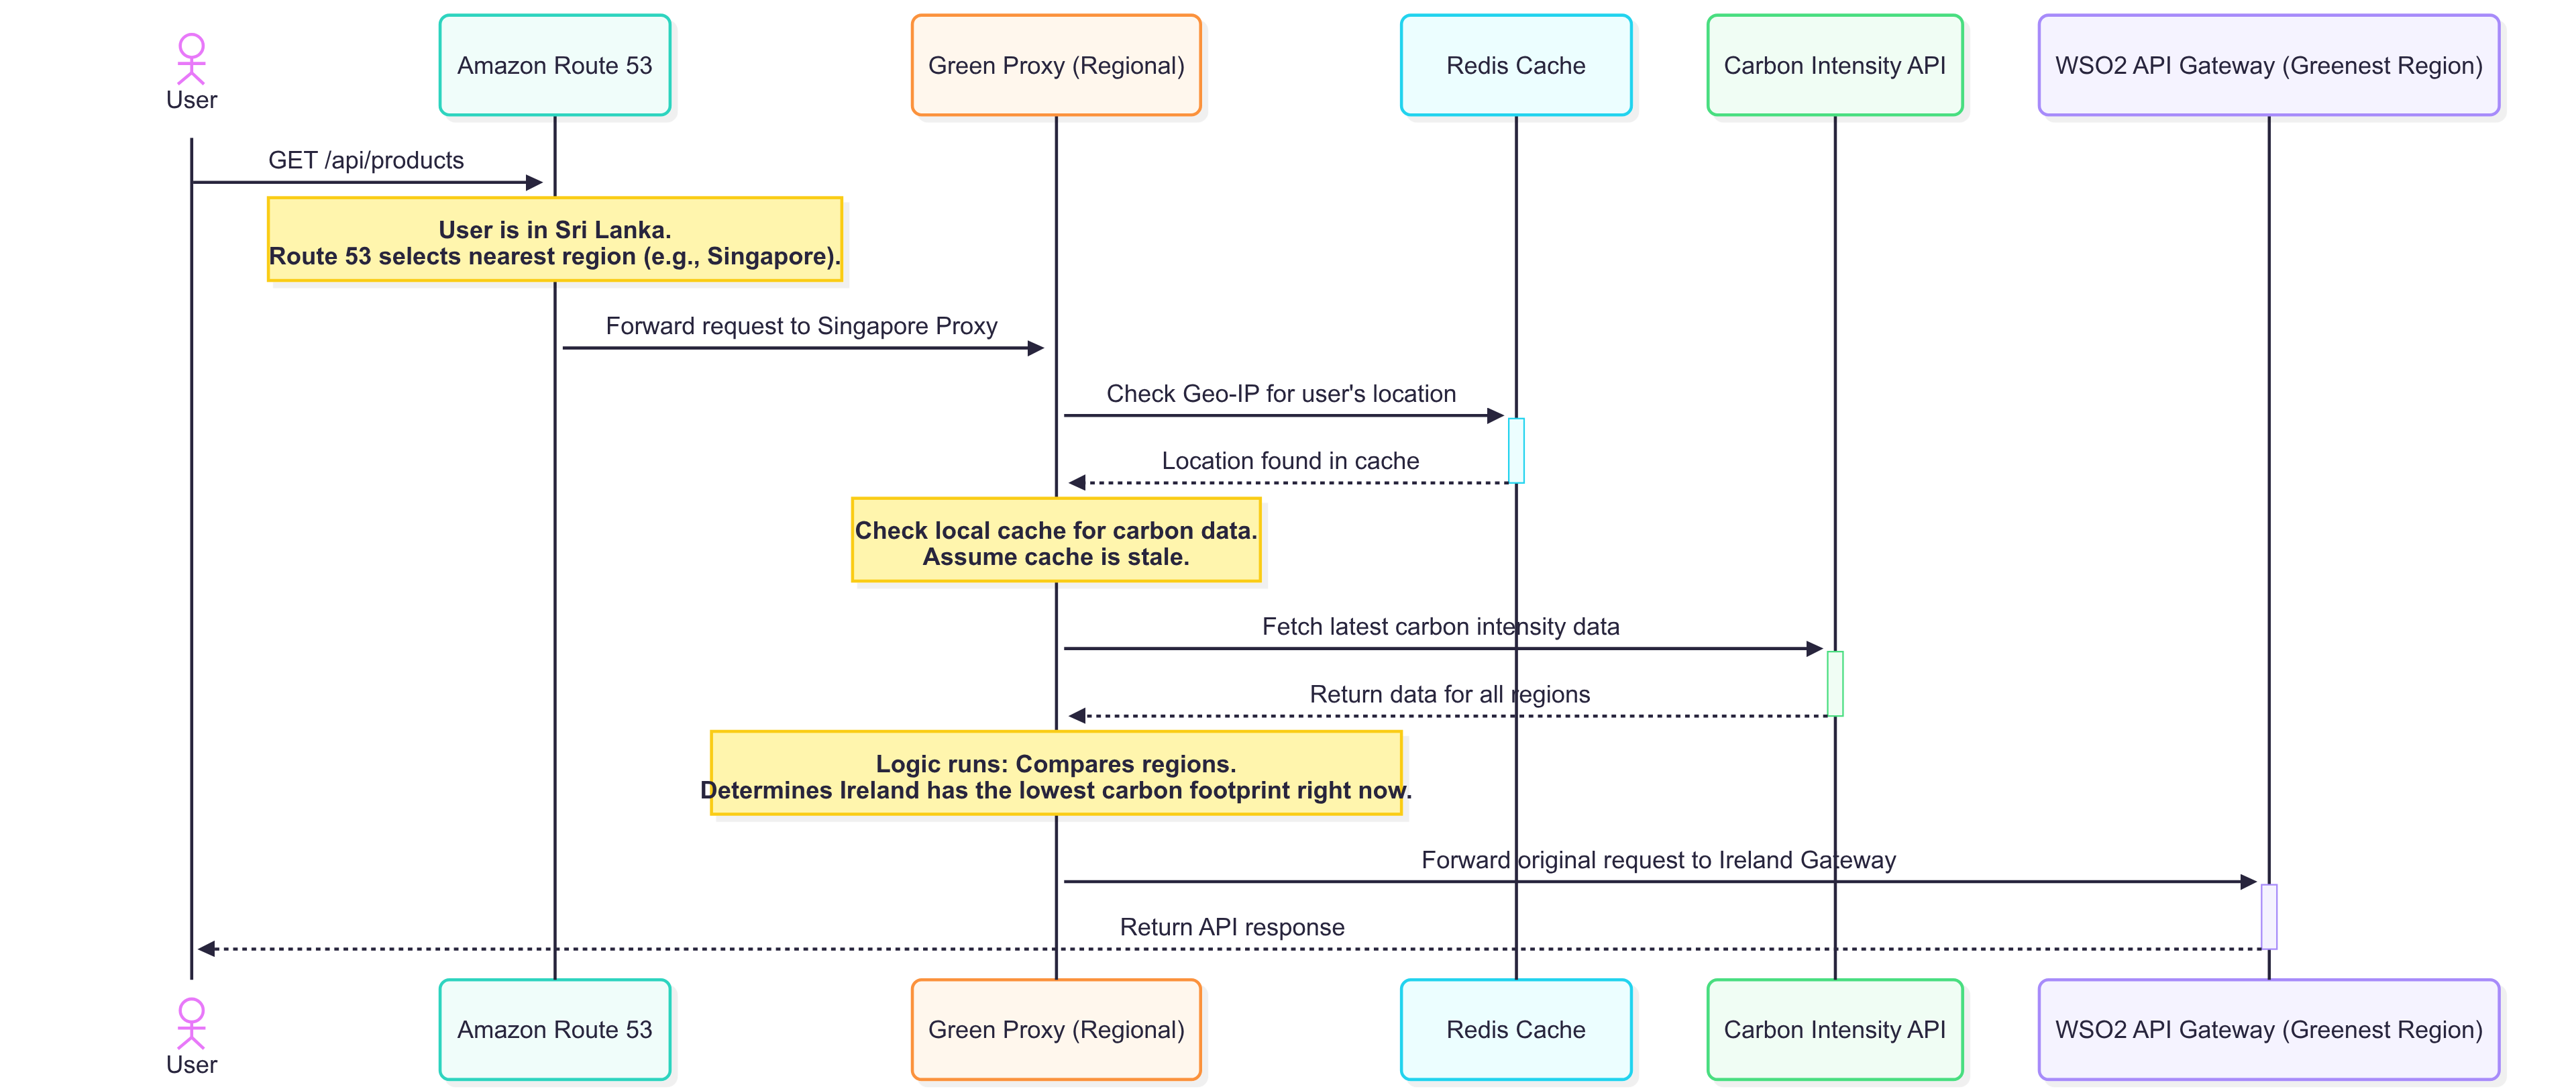 User
Amazon Route 53
Green Proxy (Regional)
Redis Cache
Carbon Intensity API
WSO2 API Gateway (Greenest Region)
GET /api/products
User is in Sri Lanka.
Route 53 selects nearest region (e.g., Singapore).
Forward request to Singapore Proxy
Check Geo-IP for user's location
Location found in cache
Check local cache for carbon data.
Assume cache is stale.
Fetch latest carbon intensity data
Return data for all regions
Logic runs: Compares regions.
Determines Ireland has the lowest carbon footprint right now.
Forward original request to Ireland Gateway
Return API response
User
Amazon Route 53
Green Proxy (Regional)
Redis Cache
Carbon Intensity API
WSO2 API Gateway (Greenest Region)